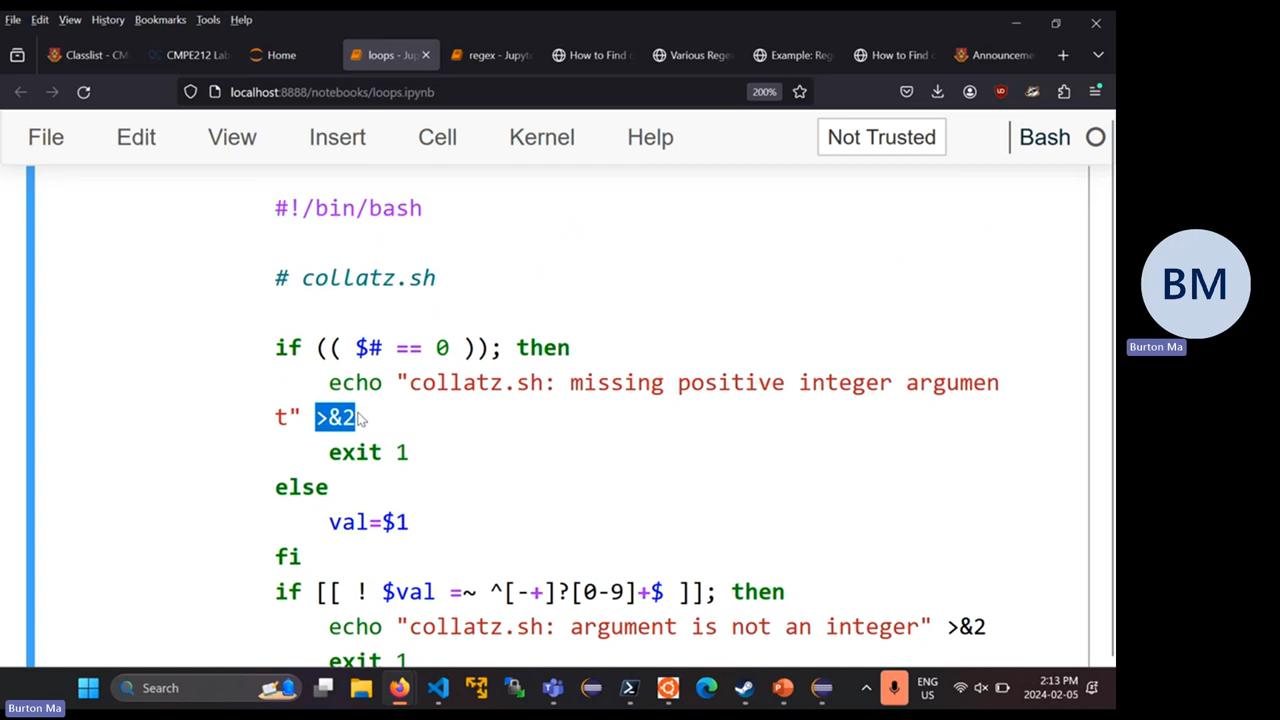 File Edit View History Bookmarks Tools Help
Classlist - CM
CMPE212 Lab
Home
loops - Jup
regex - Jupyt
How to Find
Various Reg
Example: Reg
How to Find
Announceme
localhost:8888/notebooks/loops.ipynb
200%
File Edit View Insert Cell Kernel Help Not Trusted Bash
#!/bin/bash
# collatz.sh
if (( $# == 0 )); then
echo "collatz.sh: missing positive integer argumen
t" >&2
exit 1
else
val=$1
fi
if [[ ! $val =~ ^[-+]?[0-9]+$ ]]; then
echo "collatz.sh: argument is not an integer" >&2
exit 1
BM
Burton Ma
Search
ENG
US
2:13 PM
2024-02-05
Burton Ma